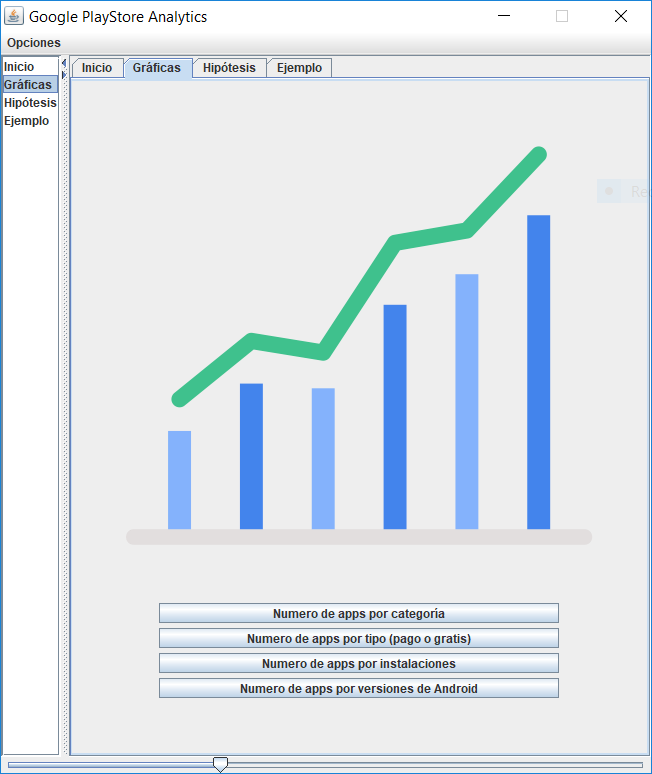 Google PlayStore Analytics
Opciones
Inicio
Gráficas
Hipótesis
Ejemplo
Inicio Gráficas Hipótesis Ejemplo
Numero de apps por categoría
Numero de apps por tipo (pago o gratis)
Numero de apps por instalaciones
Numero de apps por versiones de Android